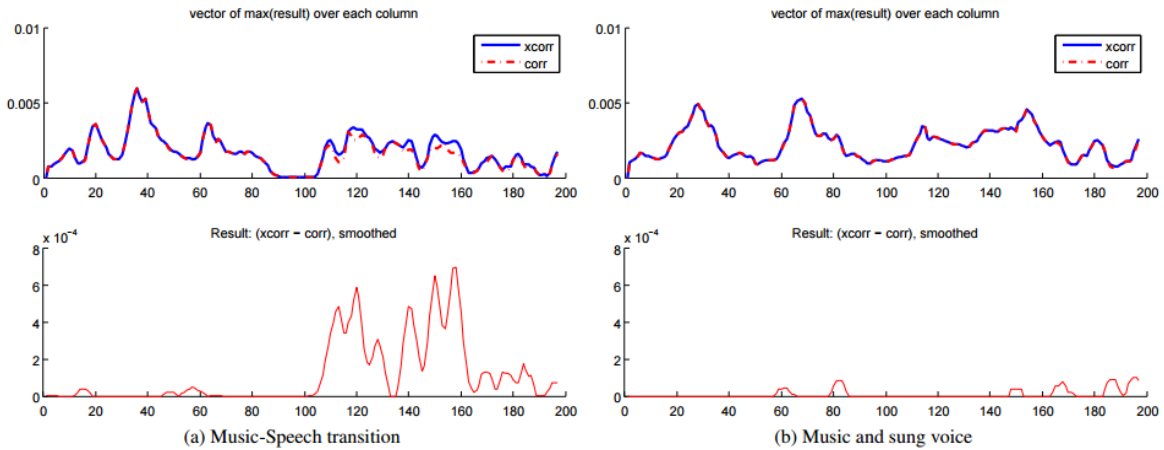 vector of max(result) over each column
0.01
0.005
0
xcorr
corr
0 20 40 60 80 100 120 140 160 180 200
x 10⁻⁴
Result: (xcorr − corr), smoothed
8
6
4
2
0
0 20 40 60 80 100 120 140 160 180 200
(a) Music-Speech transition
vector of max(result) over each column
0.01
0.005
0
xcorr
corr
0 20 40 60 80 100 120 140 160 180 200
x 10⁻⁴
Result: (xcorr − corr), smoothed
8
6
4
2
0
0 20 40 60 80 100 120 140 160 180 200
(b) Music and sung voice